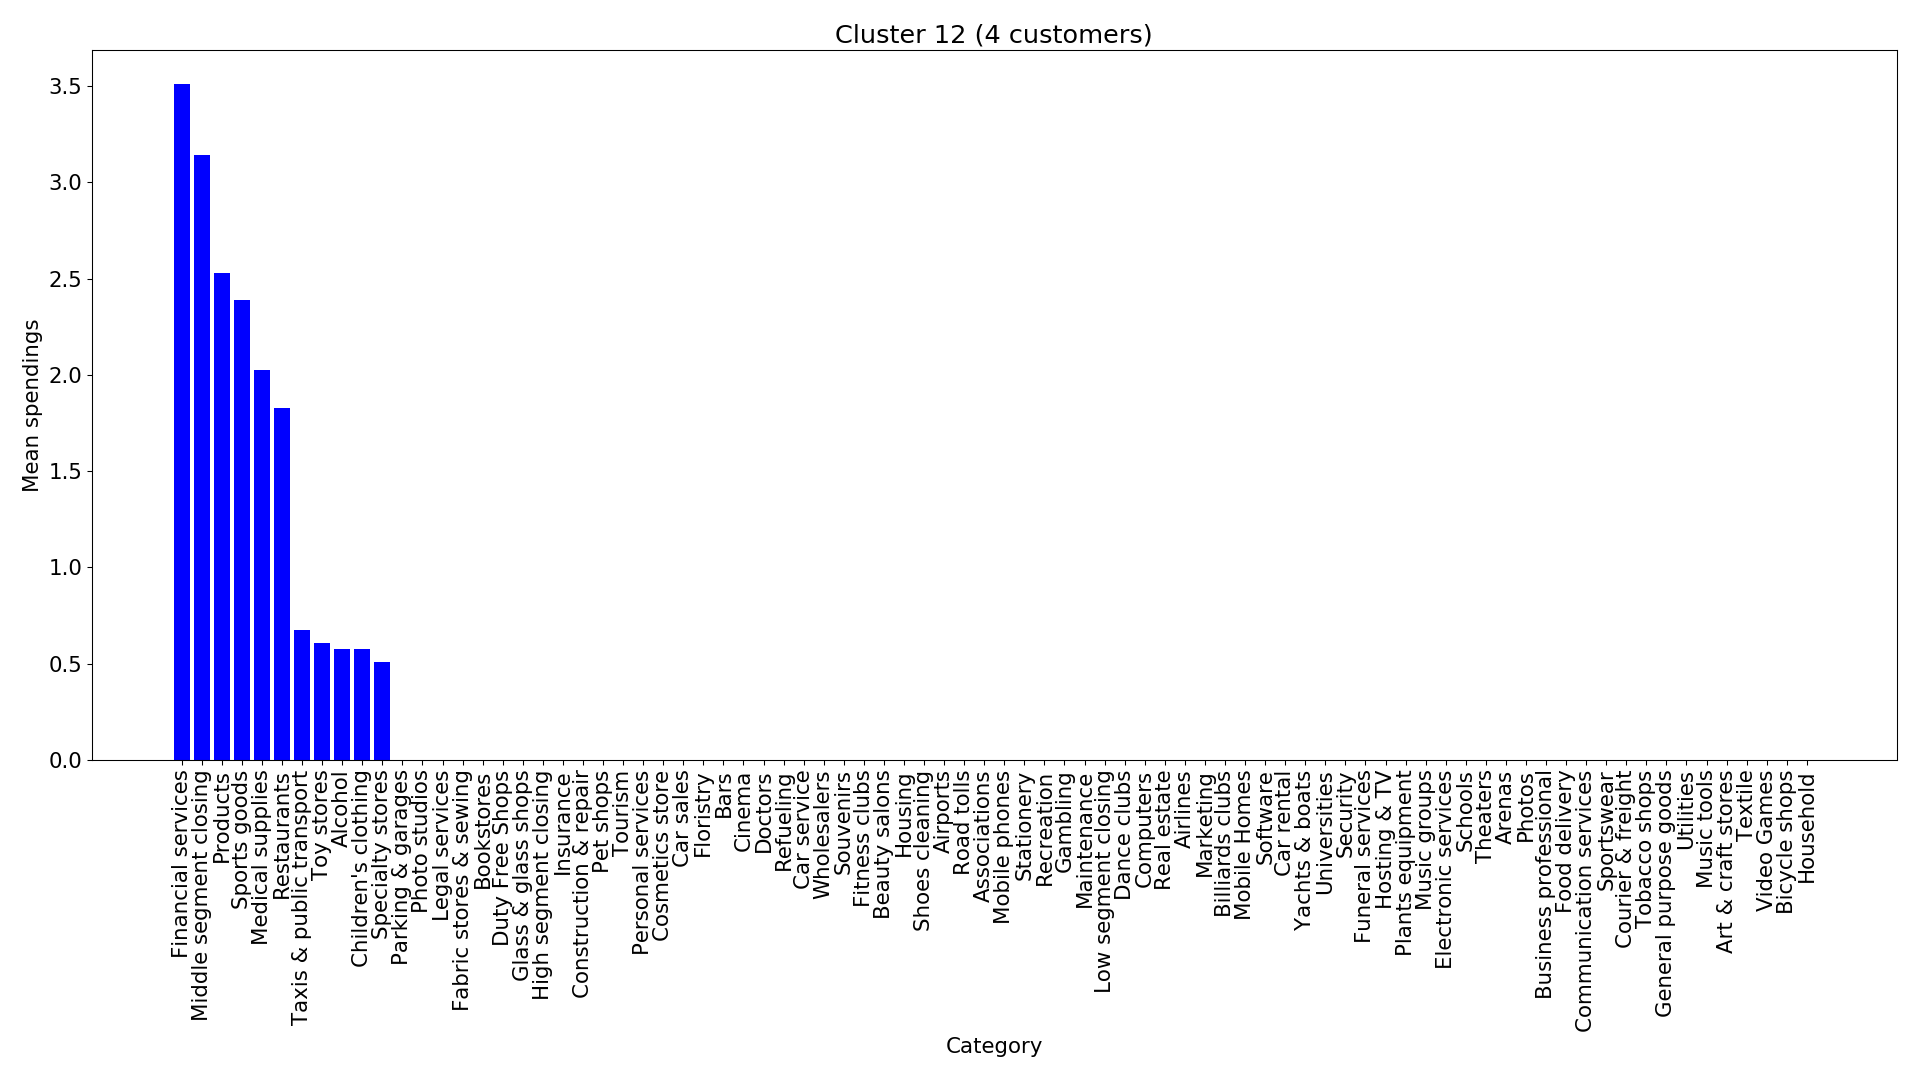 Cluster 12 (4 customers)
Mean spendings
3.5
3.0
2.5
2.0
1.5
1.0
0.5
0.0
Financial services
Middle segment closing
Products
Sports goods
Medical supplies
Restaurants
Taxis & public transport
Toy stores
Alcohol
Children's clothing
Specialty stores
Parking & garages
Photo studios
Legal services
Fabric stores & sewing
Bookstores
Duty Free Shops
Glass & glass shops
High segment closing
Insurance
Construction & repair
Pet shops
Tourism
Personal services
Cosmetics store
Car sales
Floristry
Bars
Cinema
Doctors
Refueling
Car service
Wholesalers
Souvenirs
Fitness clubs
Beauty salons
Housing
Shoes cleaning
Airports
Road tolls
Associations
Mobile phones
Stationery
Recreation
Gambling
Maintenance
Low segment closing
Dance clubs
Computers
Real estate
Airlines
Marketing
Billiards clubs
Mobile Homes
Software
Car rental
Yachts & boats
Universities
Security
Funeral services
Hosting & TV
Plants equipment
Music groups
Electronic services
Schools
Theaters
Arenas
Photos
Business professional
Food delivery
Communication services
Sportswear
Courier & freight
Tobacco shops
General purpose goods
Utilities
Music tools
Art & craft stores
Textile
Video Games
Bicycle shops
Household
Category